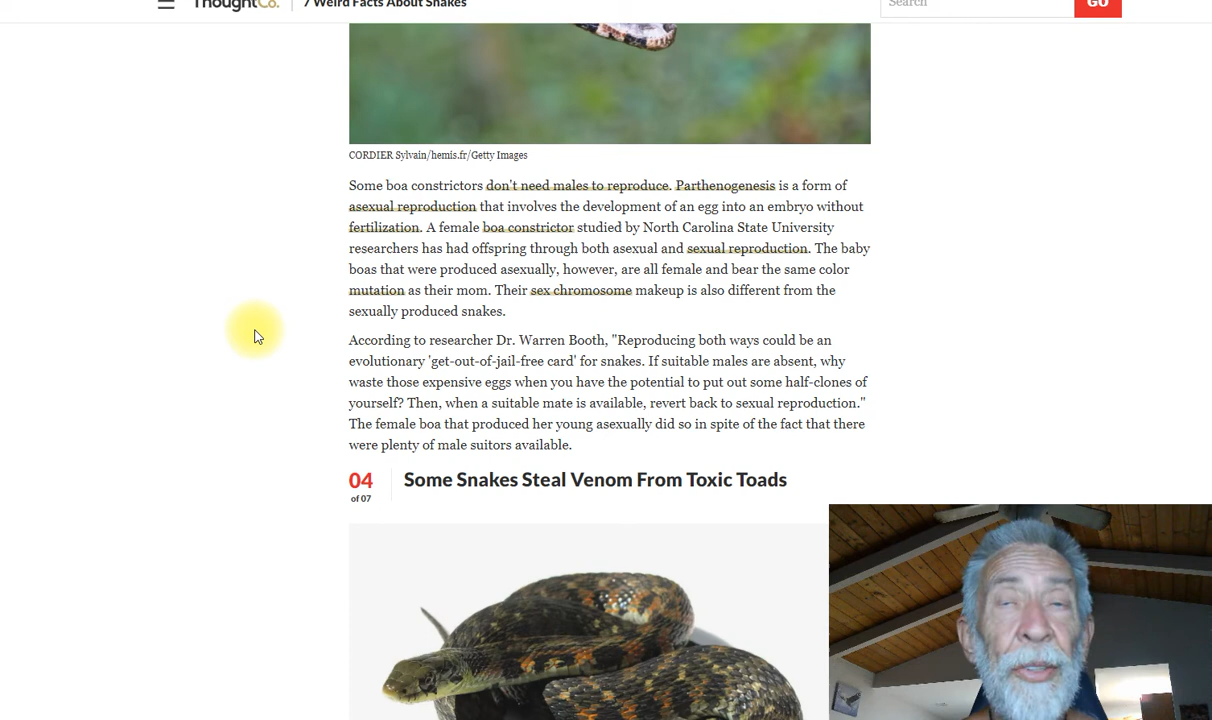 ThoughtCo.
7 Weird Facts About Snakes
Search
GO
CORDIER Sylvain/hemis.fr/Getty Images
Some boa constrictors don't need males to reproduce. Parthenogenesis is a form of
asexual reproduction that involves the development of an egg into an embryo without
fertilization. A female boa constrictor studied by North Carolina State University
researchers has had offspring through both asexual and sexual reproduction. The baby
boas that were produced asexually, however, are all female and bear the same color
mutation as their mom. Their sex chromosome makeup is also different from the
sexually produced snakes.
According to researcher Dr. Warren Booth, "Reproducing both ways could be an
evolutionary 'get-out-of-jail-free card' for snakes. If suitable males are absent, why
waste those expensive eggs when you have the potential to put out some half-clones of
yourself? Then, when a suitable mate is available, revert back to sexual reproduction."
The female boa that produced her young asexually did so in spite of the fact that there
were plenty of male suitors available.
04
of 07
Some Snakes Steal Venom From Toxic Toads